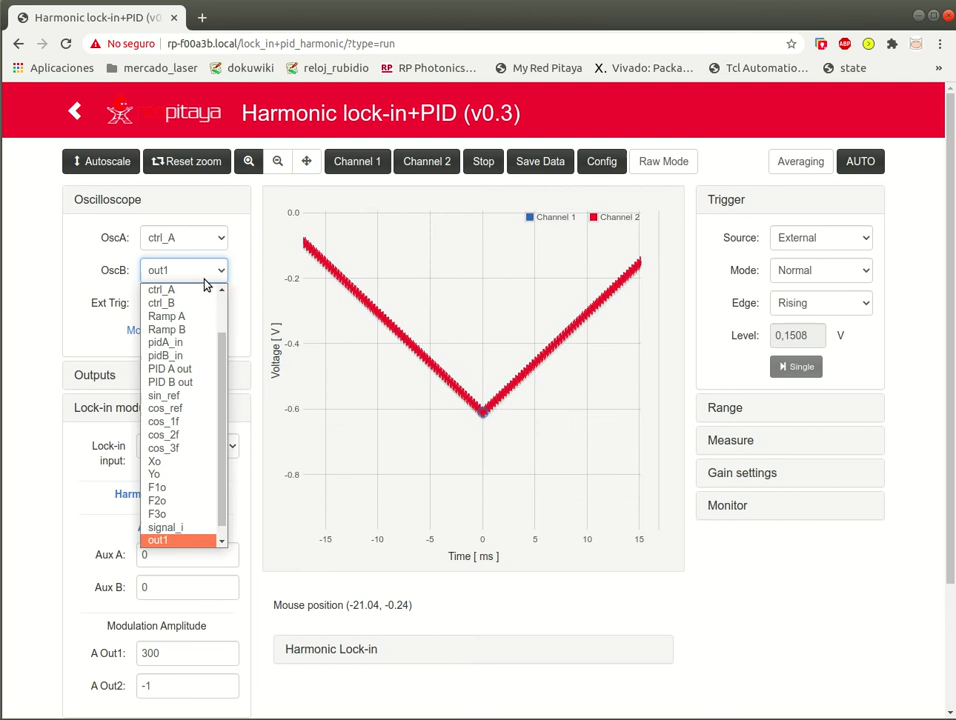 Harmonic lock-in+PID (v0
No seguro rp-f00a3b.local/lock_in+pid_harmonic/?type=run
Aplicaciones mercado_laser dokuwiki reloj_rubidio RP RP Photonics... My Red Pitaya X. Vivado: Packa... Tcl Automatio... state »
pitaya Harmonic lock-in+PID (v0.3)
Autoscale Reset zoom Channel 1 Channel 2 Stop Save Data Config Raw Mode Averaging AUTO
Oscilloscope
OscA: ctrl_A
OscB: out1
Ext Trig:
Mo
ctrl_A
ctrl_B
Ramp A
Ramp B
pidA_in
pidB_in
PID A out
PID B out
sin_ref
cos_ref
cos_1f
cos_2f
cos_3f
Xo
Yo
F1o
F2o
F3o
signal_i
out1
Outputs
Lock-in modu
Lock-in
input:
Harm
Aux A: 0
Aux B: 0
Modulation Amplitude
A Out1: 300
A Out2: -1
Channel 1 Channel 2
0.0
-0.2
-0.4
-0.6
-0.8
Voltage [ V ]
-15 -10 -5 0 5 10 15
Time [ ms ]
Mouse position (-21.04, -0.24)
Harmonic Lock-in
Trigger
Source: External
Mode: Normal
Edge: Rising
Level: 0,1508 V
Single
Range
Measure
Gain settings
Monitor